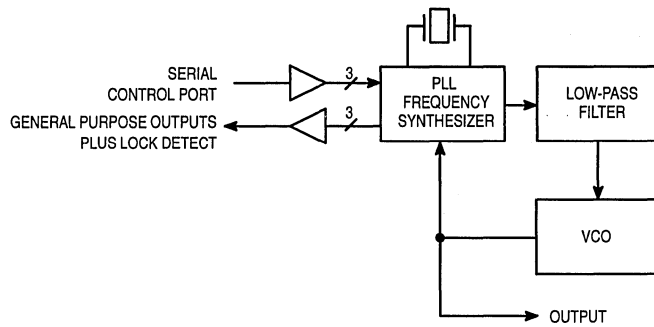 SERIAL
CONTROL PORT
3
GENERAL PURPOSE OUTPUTS
PLUS LOCK DETECT
3
PLL
FREQUENCY
SYNTHESIZER
LOW-PASS
FILTER
VCO
OUTPUT